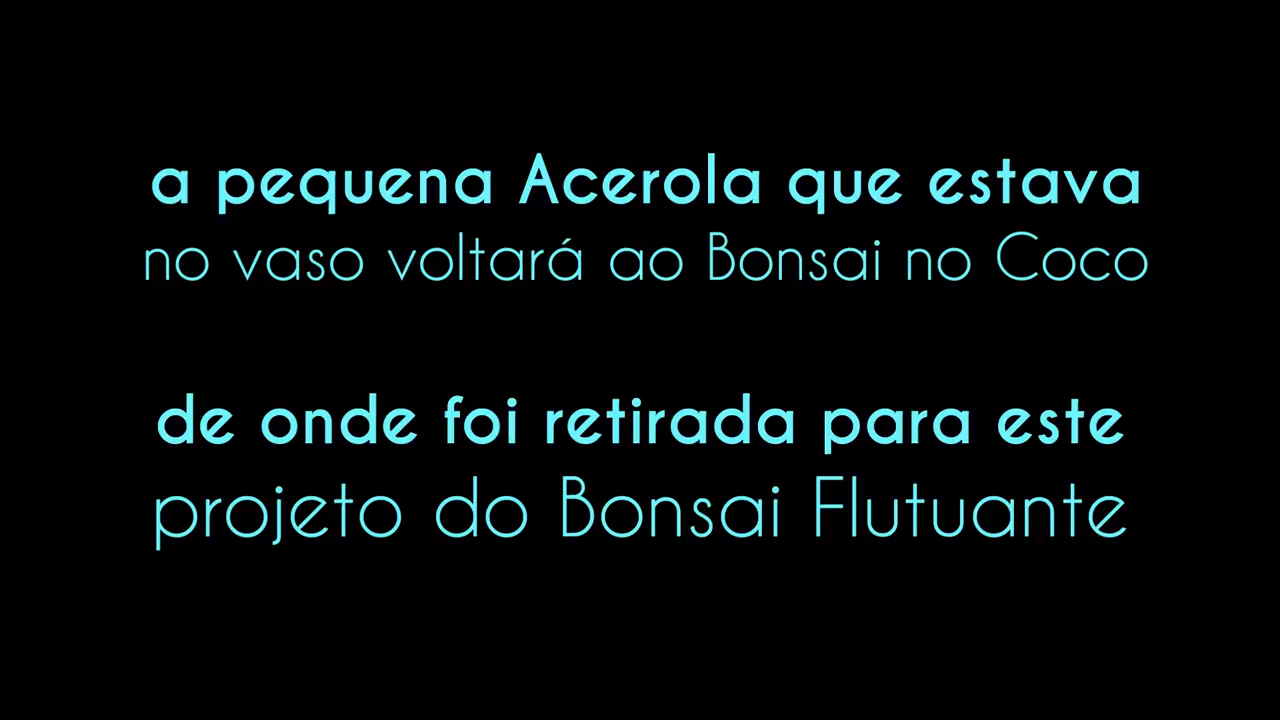 a pequena Acerola que estava
no vaso voltará ao Bonsai no Coco
de onde foi retirada para este
projeto do Bonsai Flutuante